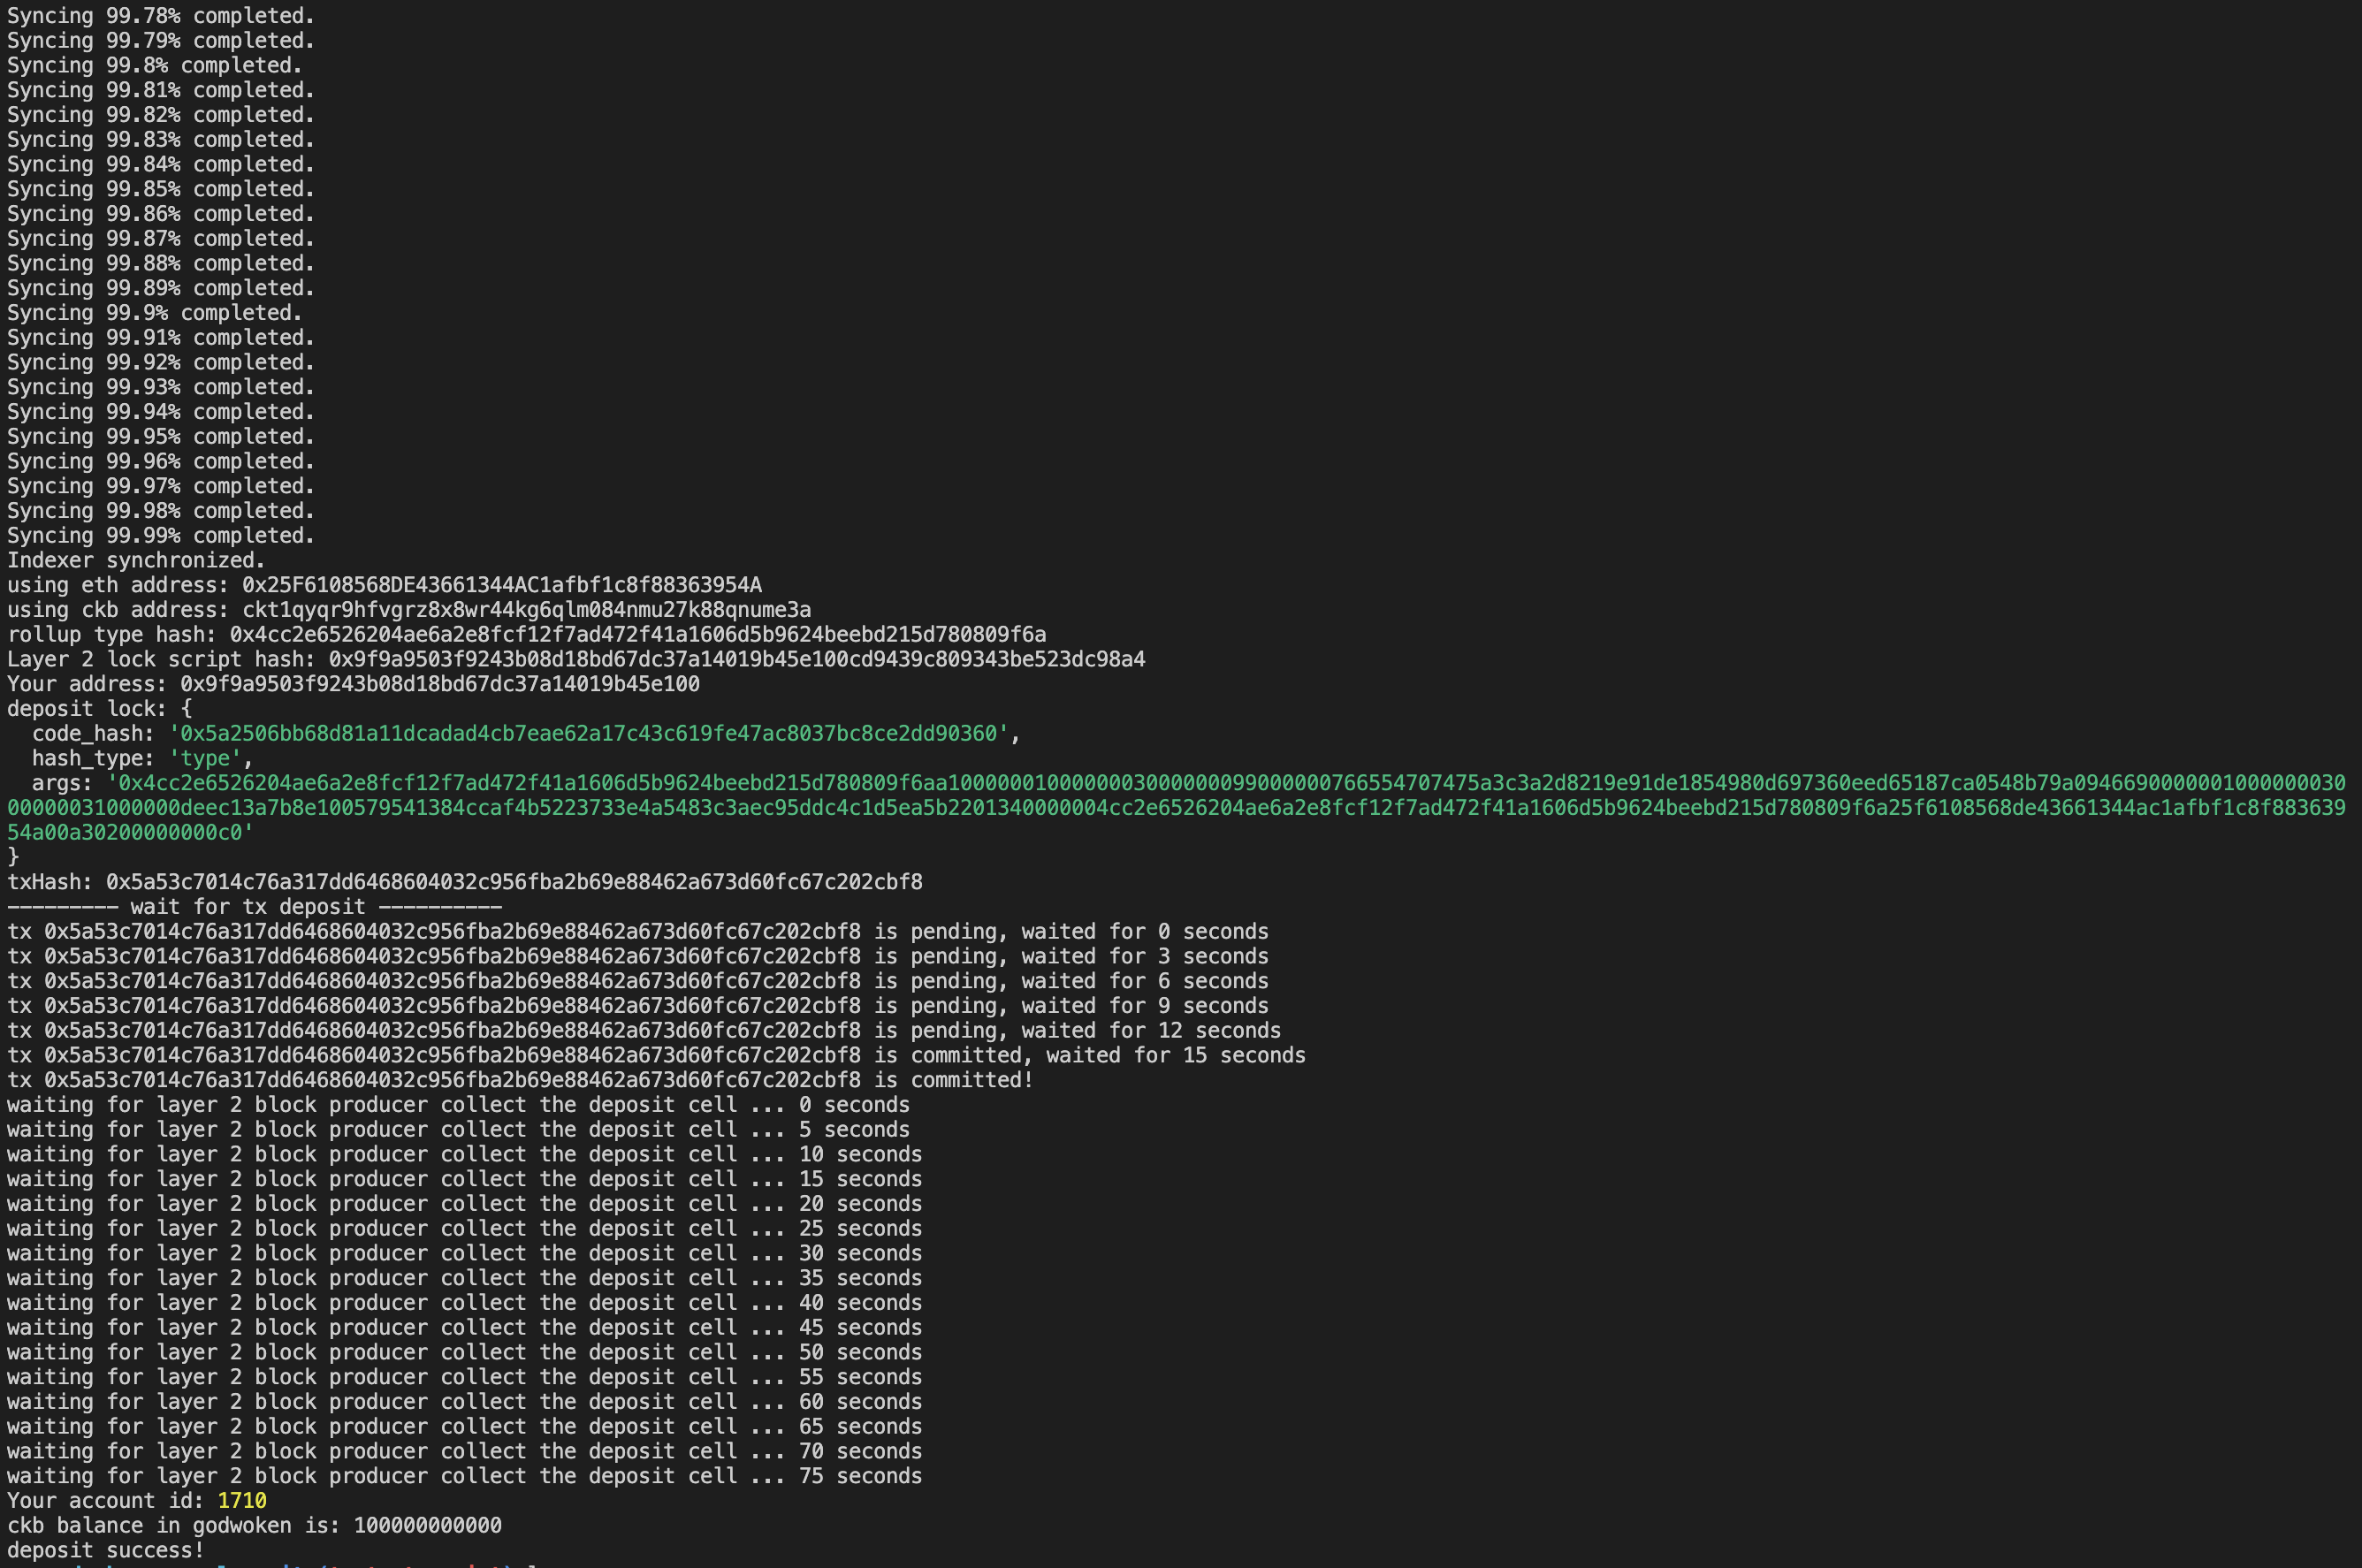 Syncing 99.78% completed.
Syncing 99.79% completed.
Syncing 99.8% completed.
Syncing 99.81% completed.
Syncing 99.82% completed.
Syncing 99.83% completed.
Syncing 99.84% completed.
Syncing 99.85% completed.
Syncing 99.86% completed.
Syncing 99.87% completed.
Syncing 99.88% completed.
Syncing 99.89% completed.
Syncing 99.9% completed.
Syncing 99.91% completed.
Syncing 99.92% completed.
Syncing 99.93% completed.
Syncing 99.94% completed.
Syncing 99.95% completed.
Syncing 99.96% completed.
Syncing 99.97% completed.
Syncing 99.98% completed.
Syncing 99.99% completed.
Indexer synchronized.
using eth address: 0x25F6108568DE43661344AC1afbf1c8f88363954A
using ckb address: ckt1qyqr9hfvgrz8x8wr44kg6qlm084nmu27k88qnume3a
rollup type hash: 0x4cc2e6526204ae6a2e8fcf12f7ad472f41a1606d5b9624beebd215d780809f6a
Layer 2 lock script hash: 0x9f9a9503f9243b08d18bd67dc37a14019b45e100cd9439c809343be523dc98a4
Your address: 0x9f9a9503f9243b08d18bd67dc37a14019b45e100
deposit lock: {
  code_hash: '0x5a2506bb68d81a11dcadad4cb7eae62a17c43c619fe47ac8037bc8ce2dd90360',
  hash_type: 'type',
  args: '0x4cc2e6526204ae6a2e8fcf12f7ad472f41a1606d5b9624beebd215d780809f6aa10000001000000030000000990000000766554707475a3c3a2d8219e91de1854980d697360eed65187ca0548b79a09466900000001000000030
00000031000000deec13a7b8e100579541384ccaf4b5223733e4a5483c3aec95ddc4c1d5ea5b2201340000004cc2e6526204ae6a2e8fcf12f7ad472f41a1606d5b9624beebd215d780809f6a25f6108568de43661344ac1afbf1c8f883639
54a00a30200000000c0'
}
txHash: 0x5a53c7014c76a317dd6468604032c956fba2b69e88462a673d60fc67c202cbf8
--------- wait for tx deposit ----------
tx 0x5a53c7014c76a317dd6468604032c956fba2b69e88462a673d60fc67c202cbf8 is pending, waited for 0 seconds
tx 0x5a53c7014c76a317dd6468604032c956fba2b69e88462a673d60fc67c202cbf8 is pending, waited for 3 seconds
tx 0x5a53c7014c76a317dd6468604032c956fba2b69e88462a673d60fc67c202cbf8 is pending, waited for 6 seconds
tx 0x5a53c7014c76a317dd6468604032c956fba2b69e88462a673d60fc67c202cbf8 is pending, waited for 9 seconds
tx 0x5a53c7014c76a317dd6468604032c956fba2b69e88462a673d60fc67c202cbf8 is pending, waited for 12 seconds
tx 0x5a53c7014c76a317dd6468604032c956fba2b69e88462a673d60fc67c202cbf8 is committed, waited for 15 seconds
tx 0x5a53c7014c76a317dd6468604032c956fba2b69e88462a673d60fc67c202cbf8 is committed!
waiting for layer 2 block producer collect the deposit cell ... 0 seconds
waiting for layer 2 block producer collect the deposit cell ... 5 seconds
waiting for layer 2 block producer collect the deposit cell ... 10 seconds
waiting for layer 2 block producer collect the deposit cell ... 15 seconds
waiting for layer 2 block producer collect the deposit cell ... 20 seconds
waiting for layer 2 block producer collect the deposit cell ... 25 seconds
waiting for layer 2 block producer collect the deposit cell ... 30 seconds
waiting for layer 2 block producer collect the deposit cell ... 35 seconds
waiting for layer 2 block producer collect the deposit cell ... 40 seconds
waiting for layer 2 block producer collect the deposit cell ... 45 seconds
waiting for layer 2 block producer collect the deposit cell ... 50 seconds
waiting for layer 2 block producer collect the deposit cell ... 55 seconds
waiting for layer 2 block producer collect the deposit cell ... 60 seconds
waiting for layer 2 block producer collect the deposit cell ... 65 seconds
waiting for layer 2 block producer collect the deposit cell ... 70 seconds
waiting for layer 2 block producer collect the deposit cell ... 75 seconds
Your account id: 1710
ckb balance in godwoken is: 100000000000
deposit success!